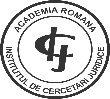 ACADEMIA ROMANA
INSTITUTUL DE CERCETARI JURIDICE